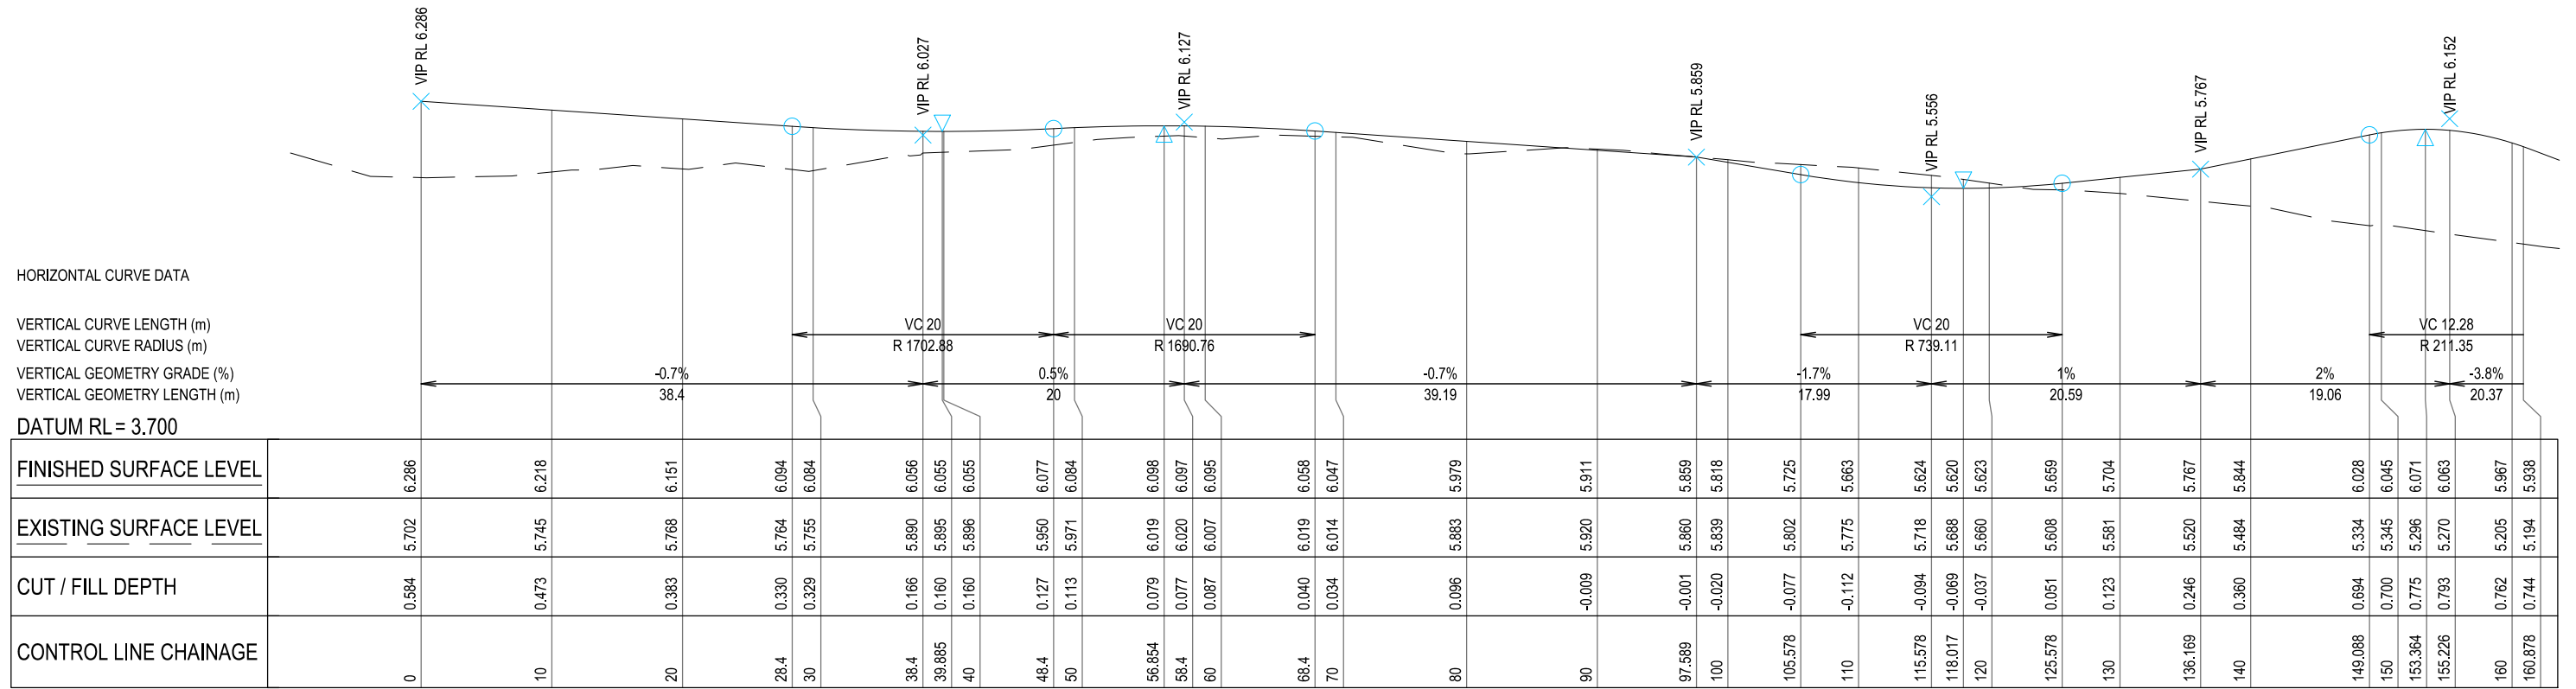 VIP RL 6.286
VIP RL 6.027
VIP RL 6.127
VIP RL 5.859
VIP RL 5.556
VIP RL 5.767
VIP RL 6.152
HORIZONTAL CURVE DATA
VERTICAL CURVE LENGTH (m) VC 20 VC 20 VC 20 VC 12.28
VERTICAL CURVE RADIUS (m) R 1702.88 R 1690.76 R 739.11 R 211.35
VERTICAL GEOMETRY GRADE (%) -0.7% 0.5% -0.7% -1.7% 1% 2% -3.8%
VERTICAL GEOMETRY LENGTH (m) 38.4 20 39.19 17.99 20.59 19.06 20.37
DATUM RL = 3.700
FINISHED SURFACE LEVEL 6.286 6.218 6.151 6.094 6.084 6.056 6.055 6.055 6.077 6.084 6.098 6.097 6.095 6.058 6.047 5.979 5.911 5.859 5.818 5.725 5.663 5.624 5.620 5.623 5.659 5.704 5.767 5.844 6.028 6.045 6.071 6.063 5.967 5.938
EXISTING SURFACE LEVEL 5.702 5.745 5.768 5.764 5.755 5.890 5.895 5.896 5.950 5.971 6.019 6.020 6.007 6.019 6.014 5.883 5.920 5.860 5.839 5.802 5.775 5.718 5.688 5.660 5.608 5.581 5.520 5.484 5.334 5.345 5.296 5.270 5.205 5.194
CUT / FILL DEPTH 0.584 0.473 0.383 0.330 0.329 0.166 0.160 0.160 0.127 0.113 0.079 0.077 0.087 0.040 0.034 0.096 -0.009 -0.001 -0.020 -0.077 -0.112 -0.094 -0.069 -0.037 0.051 0.123 0.246 0.360 0.694 0.700 0.775 0.793 0.762 0.744
CONTROL LINE CHAINAGE 0 10 20 28.4 30 38.4 39.885 40 48.4 50 56.854 58.4 60 68.4 70 80 90 97.589 100 105.578 110 115.578 118.017 120 125.578 130 136.169 140 149.088 150 153.364 155.226 160 160.878